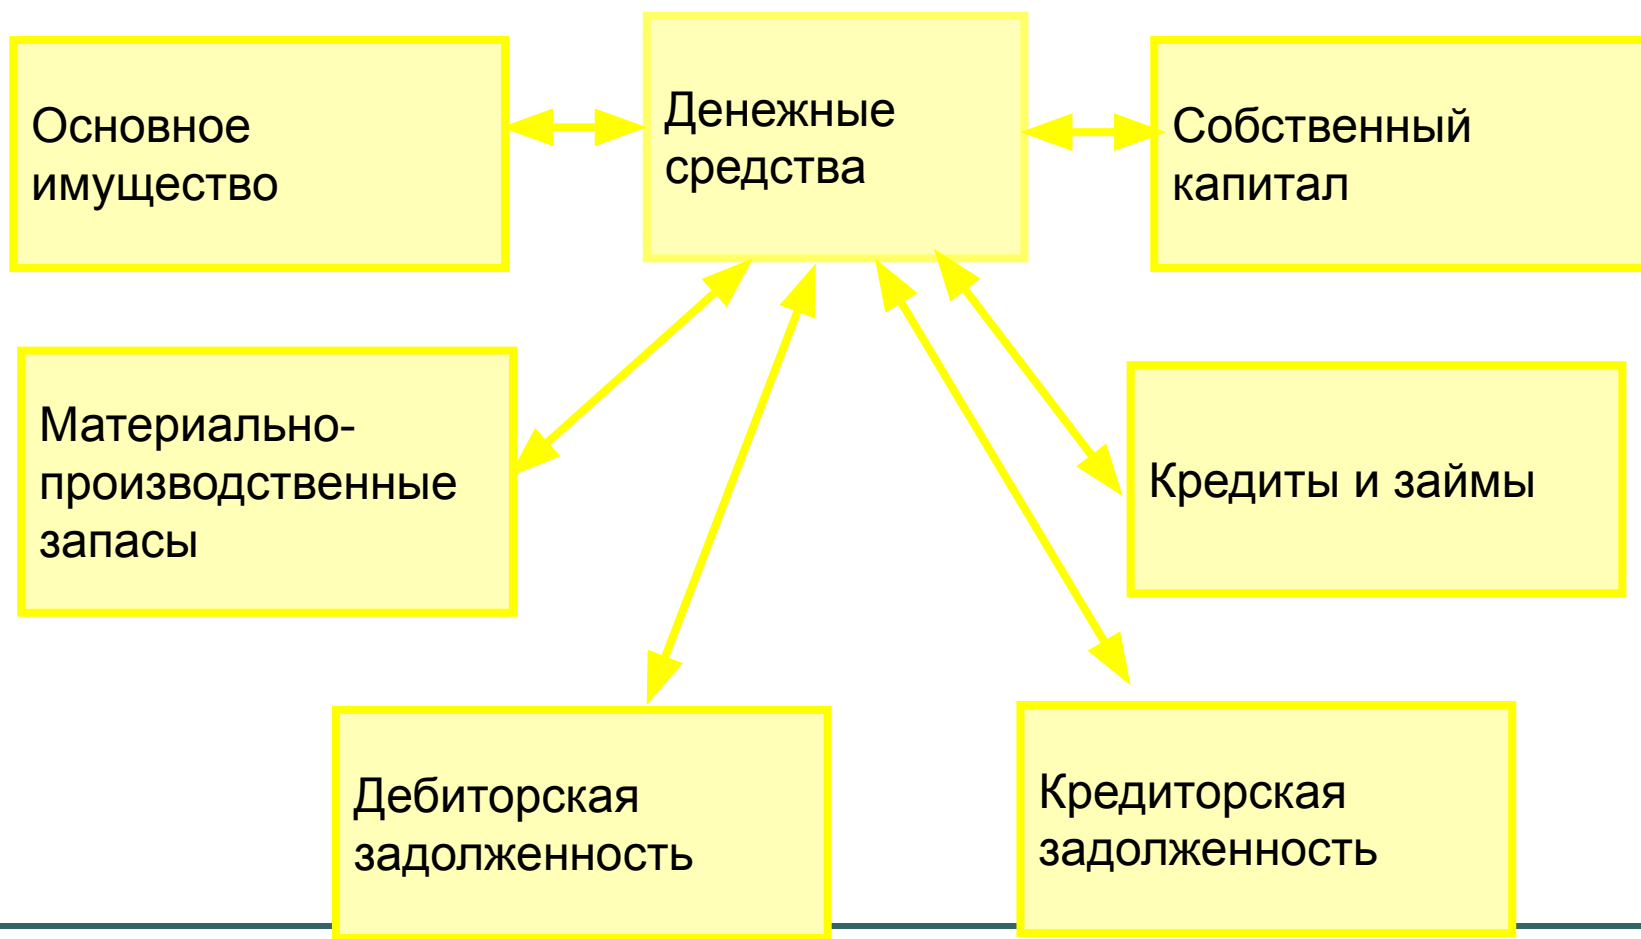 Основное
имущество
Денежные
средства
Собственный
капитал
Материально-
производственные
запасы
Кредиты и займы
Дебиторская
задолженность
Кредиторская
задолженность